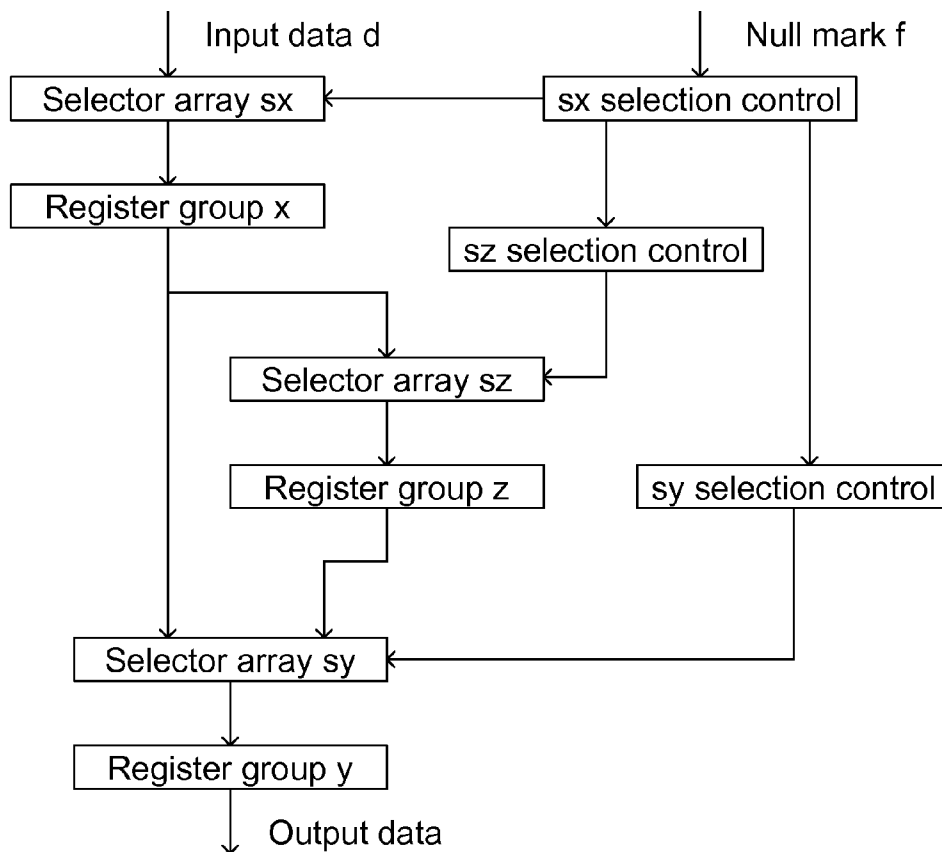 Input data d
Null mark f
Selector array sx
sx selection control
Register group x
sz selection control
Selector array sz
Register group z
sy selection control
Selector array sy
Register group y
Output data